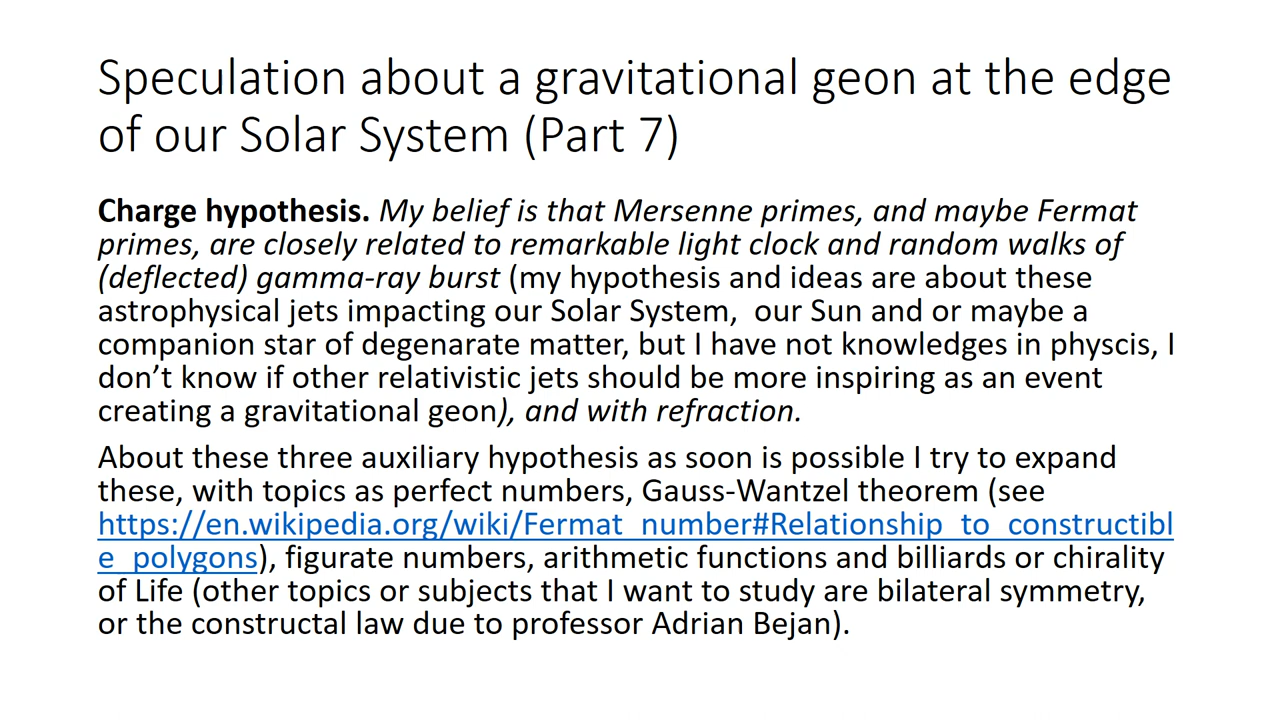 Speculation about a gravitational geon at the edge
of our Solar System (Part 7)
Charge hypothesis. My belief is that Mersenne primes, and maybe Fermat
primes, are closely related to remarkable light clock and random walks of
(deflected) gamma-ray burst (my hypothesis and ideas are about these
astrophysical jets impacting our Solar System,  our Sun and or maybe a
companion star of degenarate matter, but I have not knowledges in physcis, I
don’t know if other relativistic jets should be more inspiring as an event
creating a gravitational geon), and with refraction.
About these three auxiliary hypothesis as soon is possible I try to expand
these, with topics as perfect numbers, Gauss-Wantzel theorem (see
https://en.wikipedia.org/wiki/Fermat_number#Relationship_to_constructibl
e_polygons), figurate numbers, arithmetic functions and billiards or chirality
of Life (other topics or subjects that I want to study are bilateral symmetry,
or the constructal law due to professor Adrian Bejan).